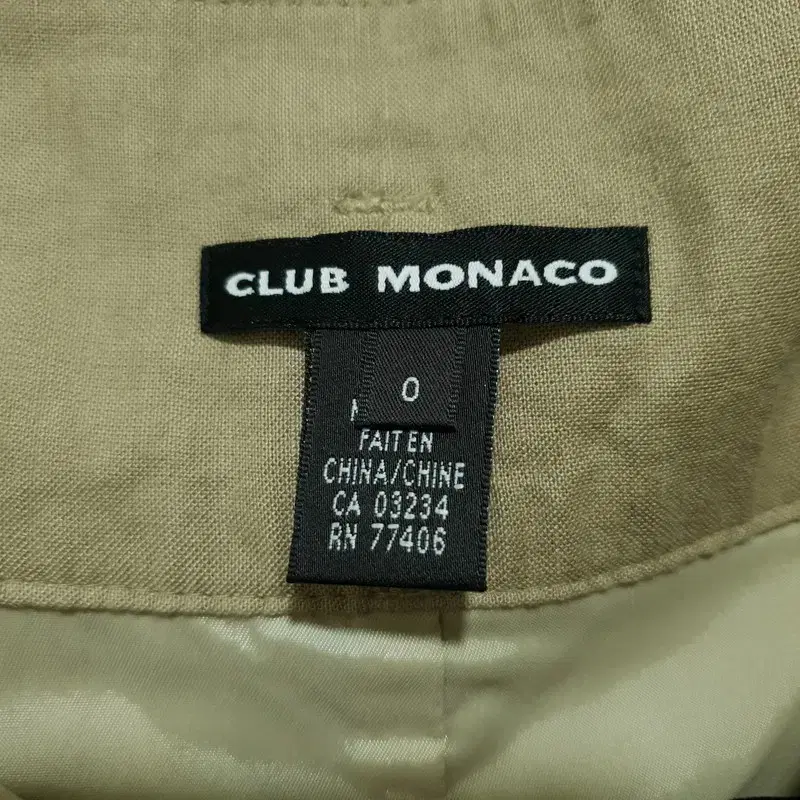 CLUB MONACO
0
FAIT EN
CHINA/CHINE
CA 03234
RN 77406